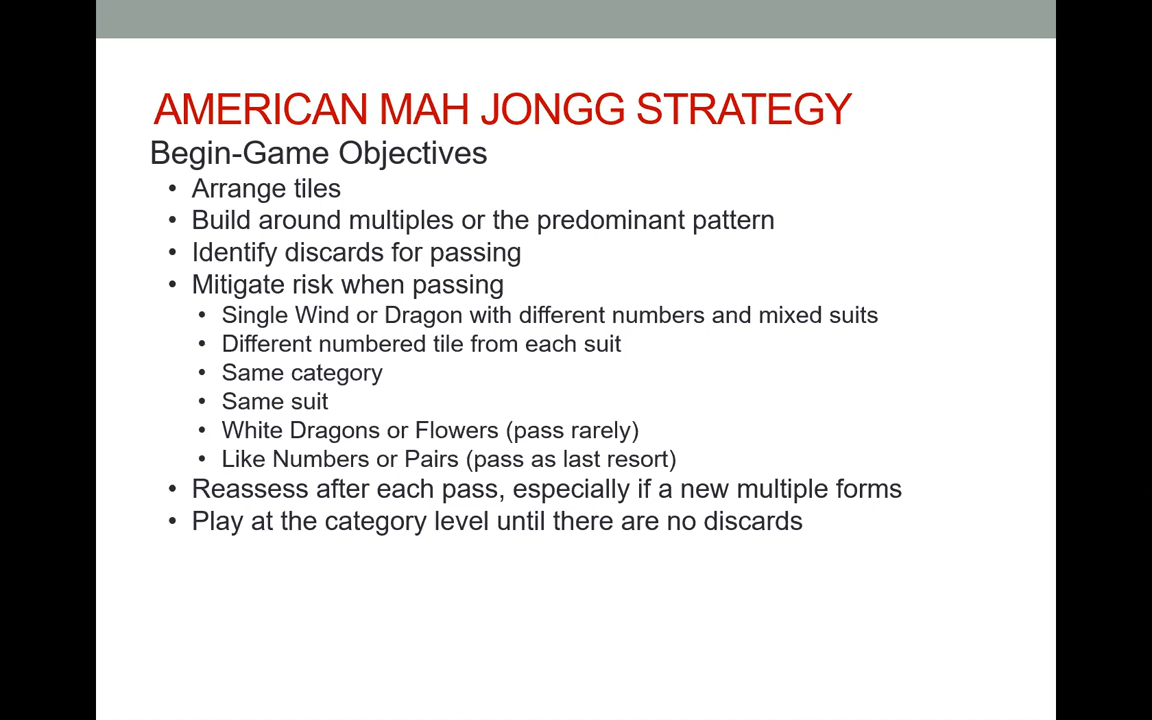 AMERICAN MAH JONGG STRATEGY
Begin-Game Objectives
• Arrange tiles
• Build around multiples or the predominant pattern
• Identify discards for passing
• Mitigate risk when passing
• Single Wind or Dragon with different numbers and mixed suits
• Different numbered tile from each suit
• Same category
• Same suit
• White Dragons or Flowers (pass rarely)
• Like Numbers or Pairs (pass as last resort)
• Reassess after each pass, especially if a new multiple forms
• Play at the category level until there are no discards